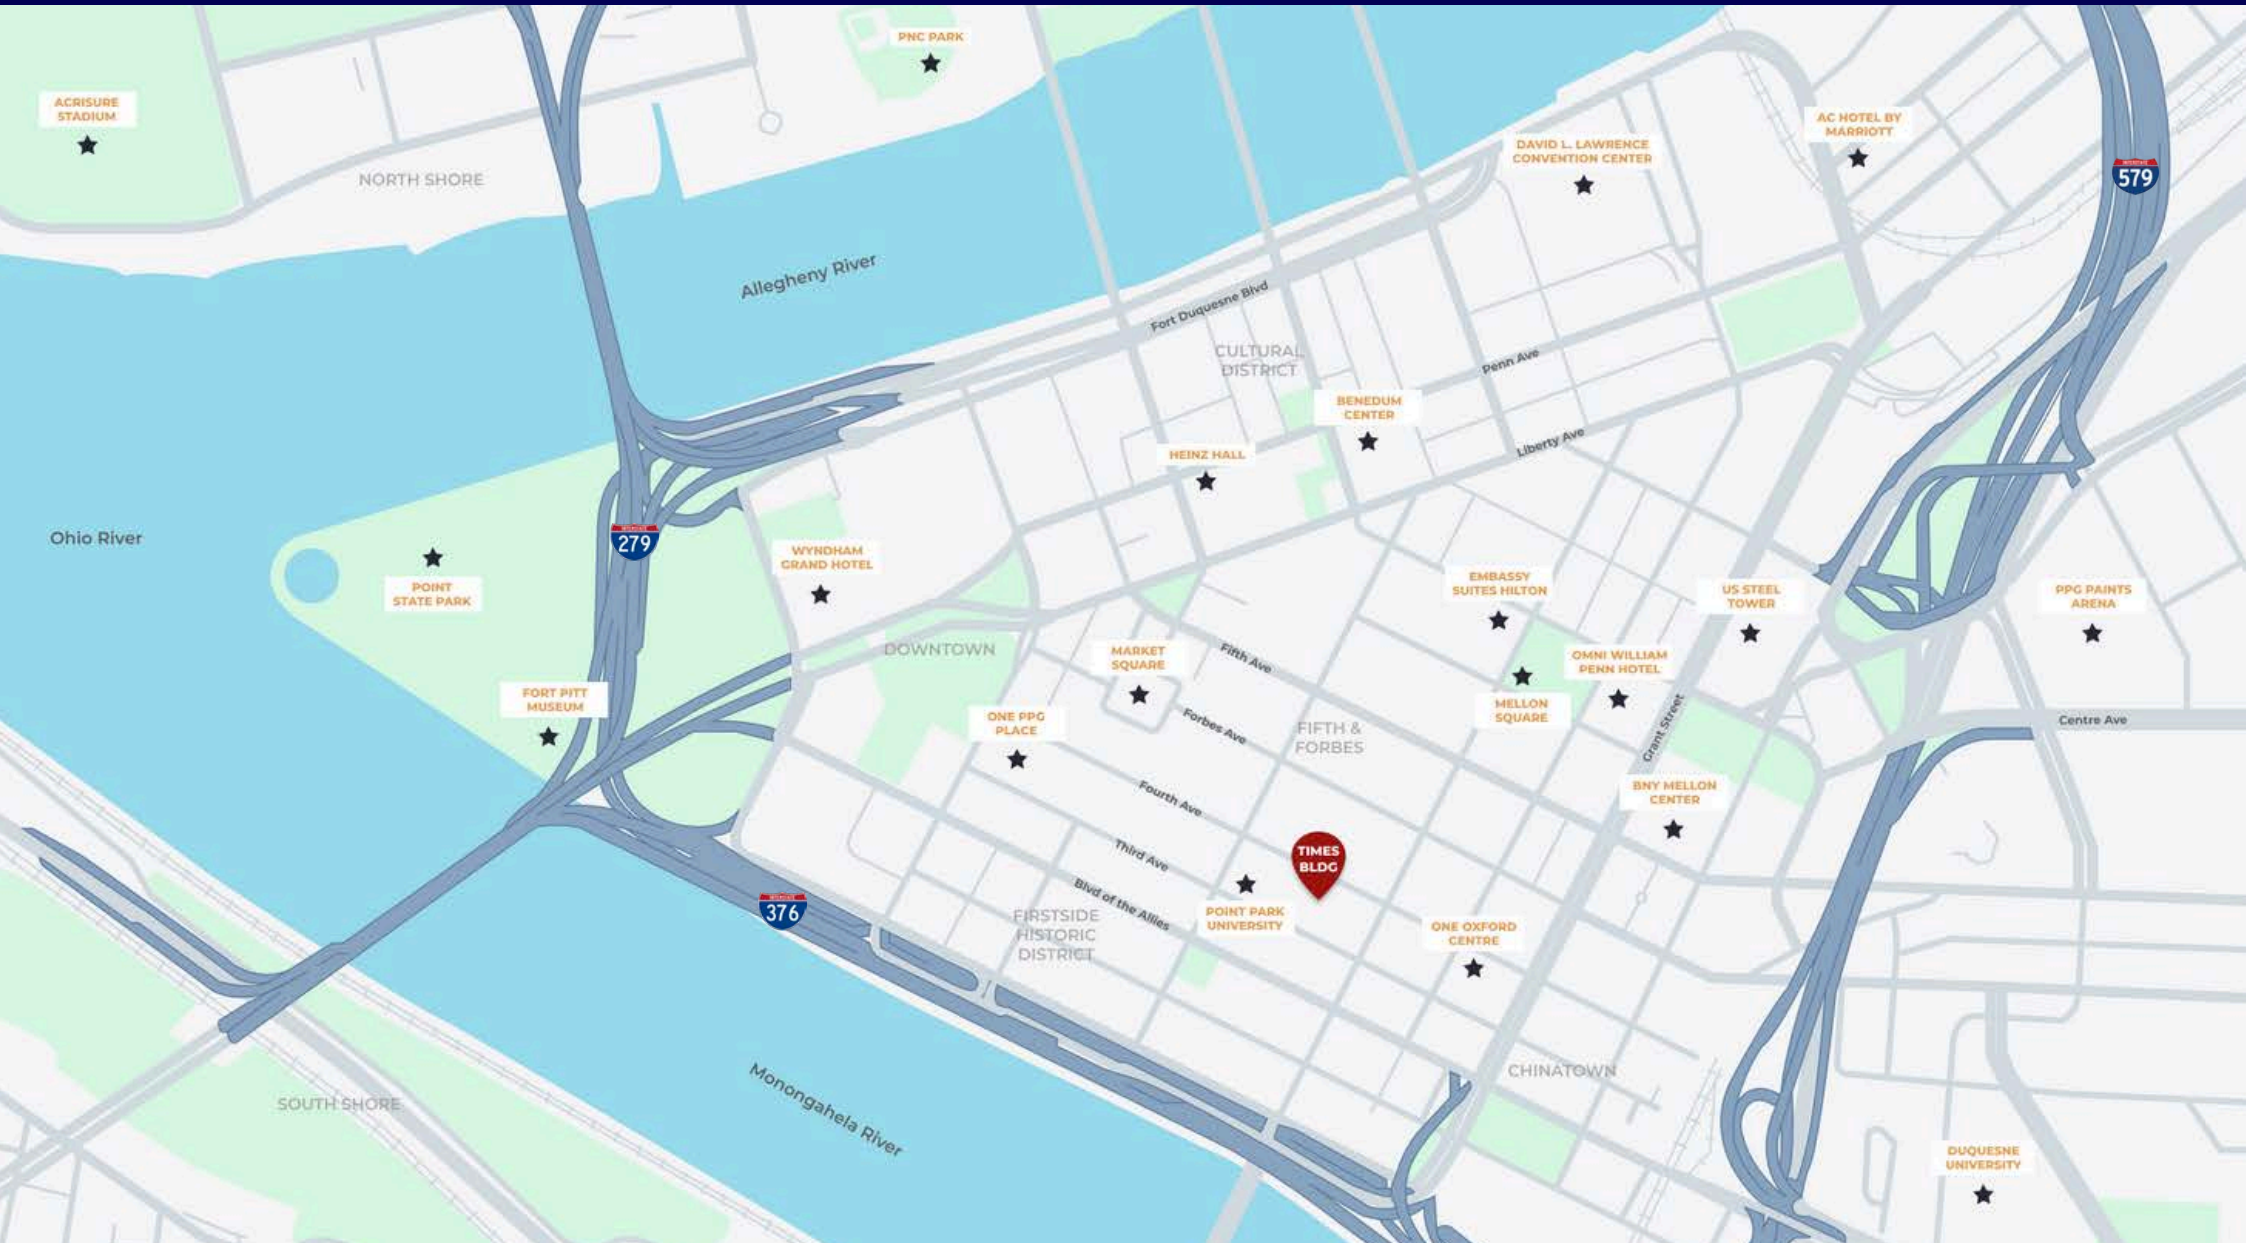 PNC PARK
ACRISURE
STADIUM
NORTH SHORE
DAVID L. LAWRENCE
CONVENTION CENTER
AC HOTEL BY
MARRIOTT
INTERSTATE
579
Allegheny River
Fort Duquesne Blvd
CULTURAL
DISTRICT
Penn Ave
BENEDUM
CENTER
Liberty Ave
HEINZ HALL
Ohio River
INTERSTATE
279
POINT
STATE PARK
WYNDHAM
GRAND HOTEL
EMBASSY
SUITES HILTON
US STEEL
TOWER
PPG PAINTS
ARENA
DOWNTOWN
MARKET
SQUARE
Fifth Ave
OMNI WILLIAM
PENN HOTEL
FORT PITT
MUSEUM
MELLON
SQUARE
ONE PPG
PLACE
Forbes Ave
FIFTH &
FORBES
Grant Street
Centre Ave
Fourth Ave
BNY MELLON
CENTER
Third Ave
TIMES
BLDG
Blvd of the Allies
INTERSTATE
376
POINT PARK
UNIVERSITY
FIRSTSIDE
HISTORIC
DISTRICT
ONE OXFORD
CENTRE
CHINATOWN
SOUTH SHORE
Monongahela River
DUQUESNE
UNIVERSITY